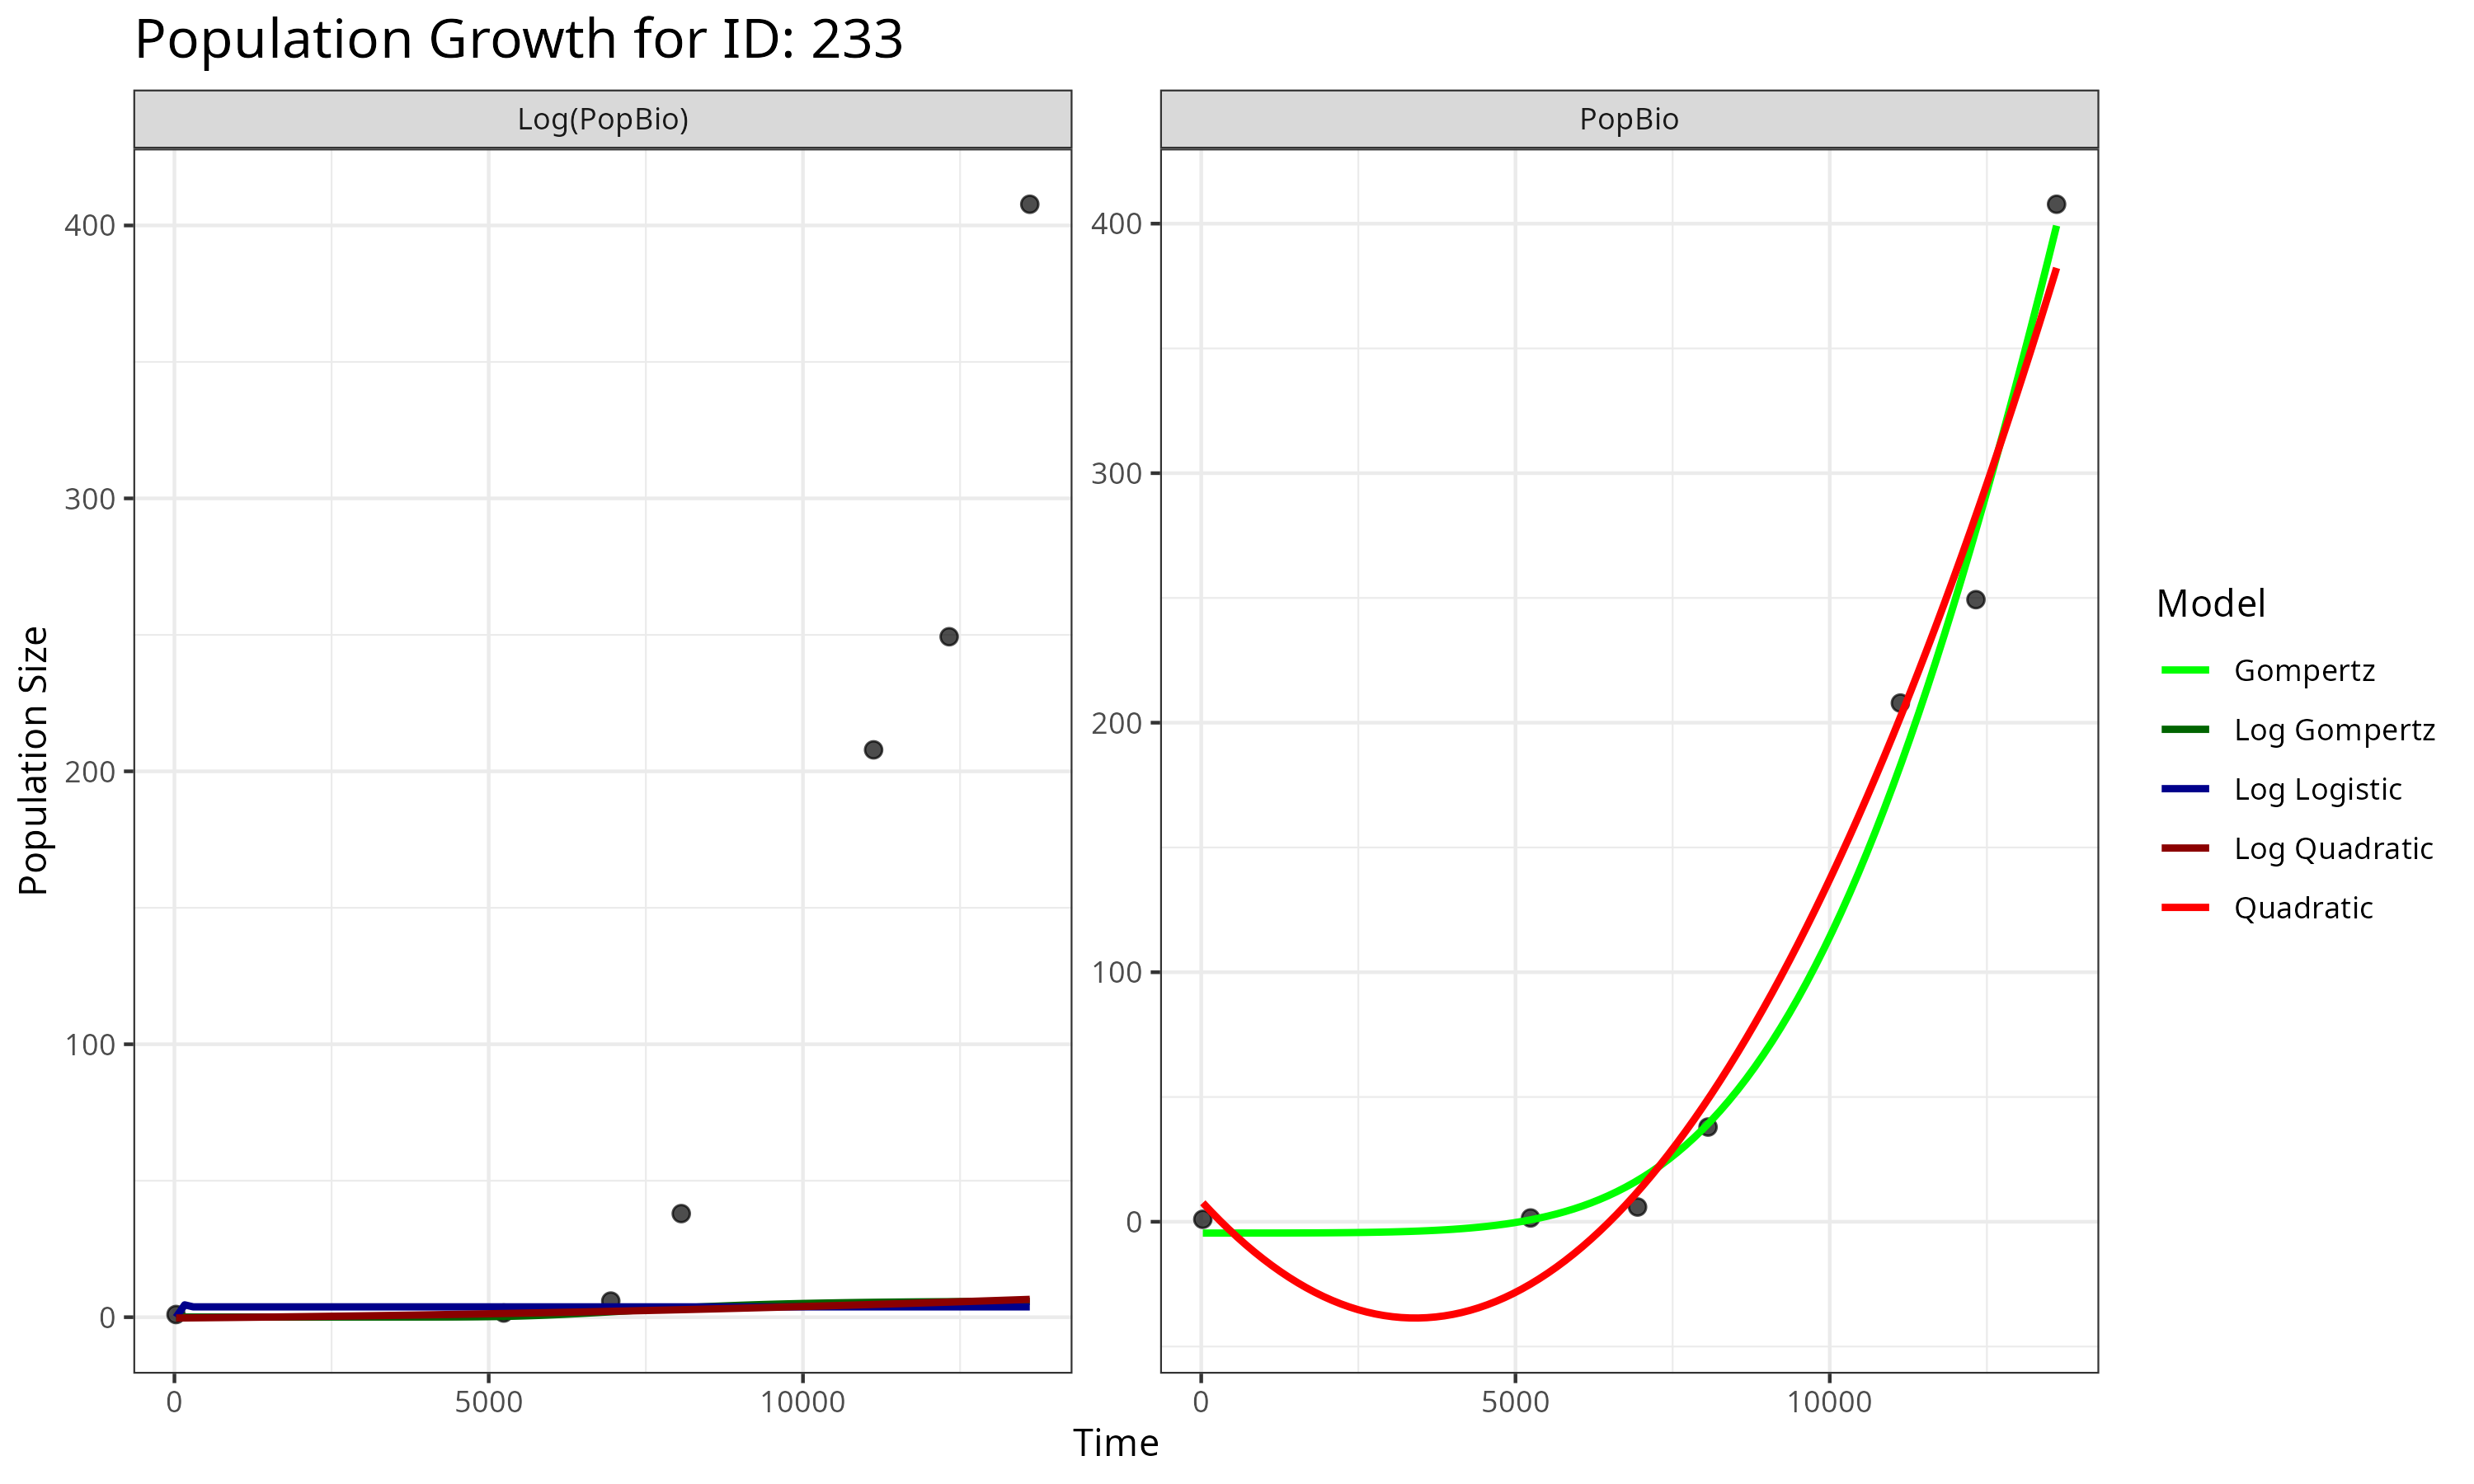 Population Growth for ID: 233
Log(PopBio)
PopBio
Population Size
400
300
200
100
0
400
300
200
100
0
0 5000 10000
0 5000 10000
Time
Model
Gompertz
Log Gompertz
Log Logistic
Log Quadratic
Quadratic